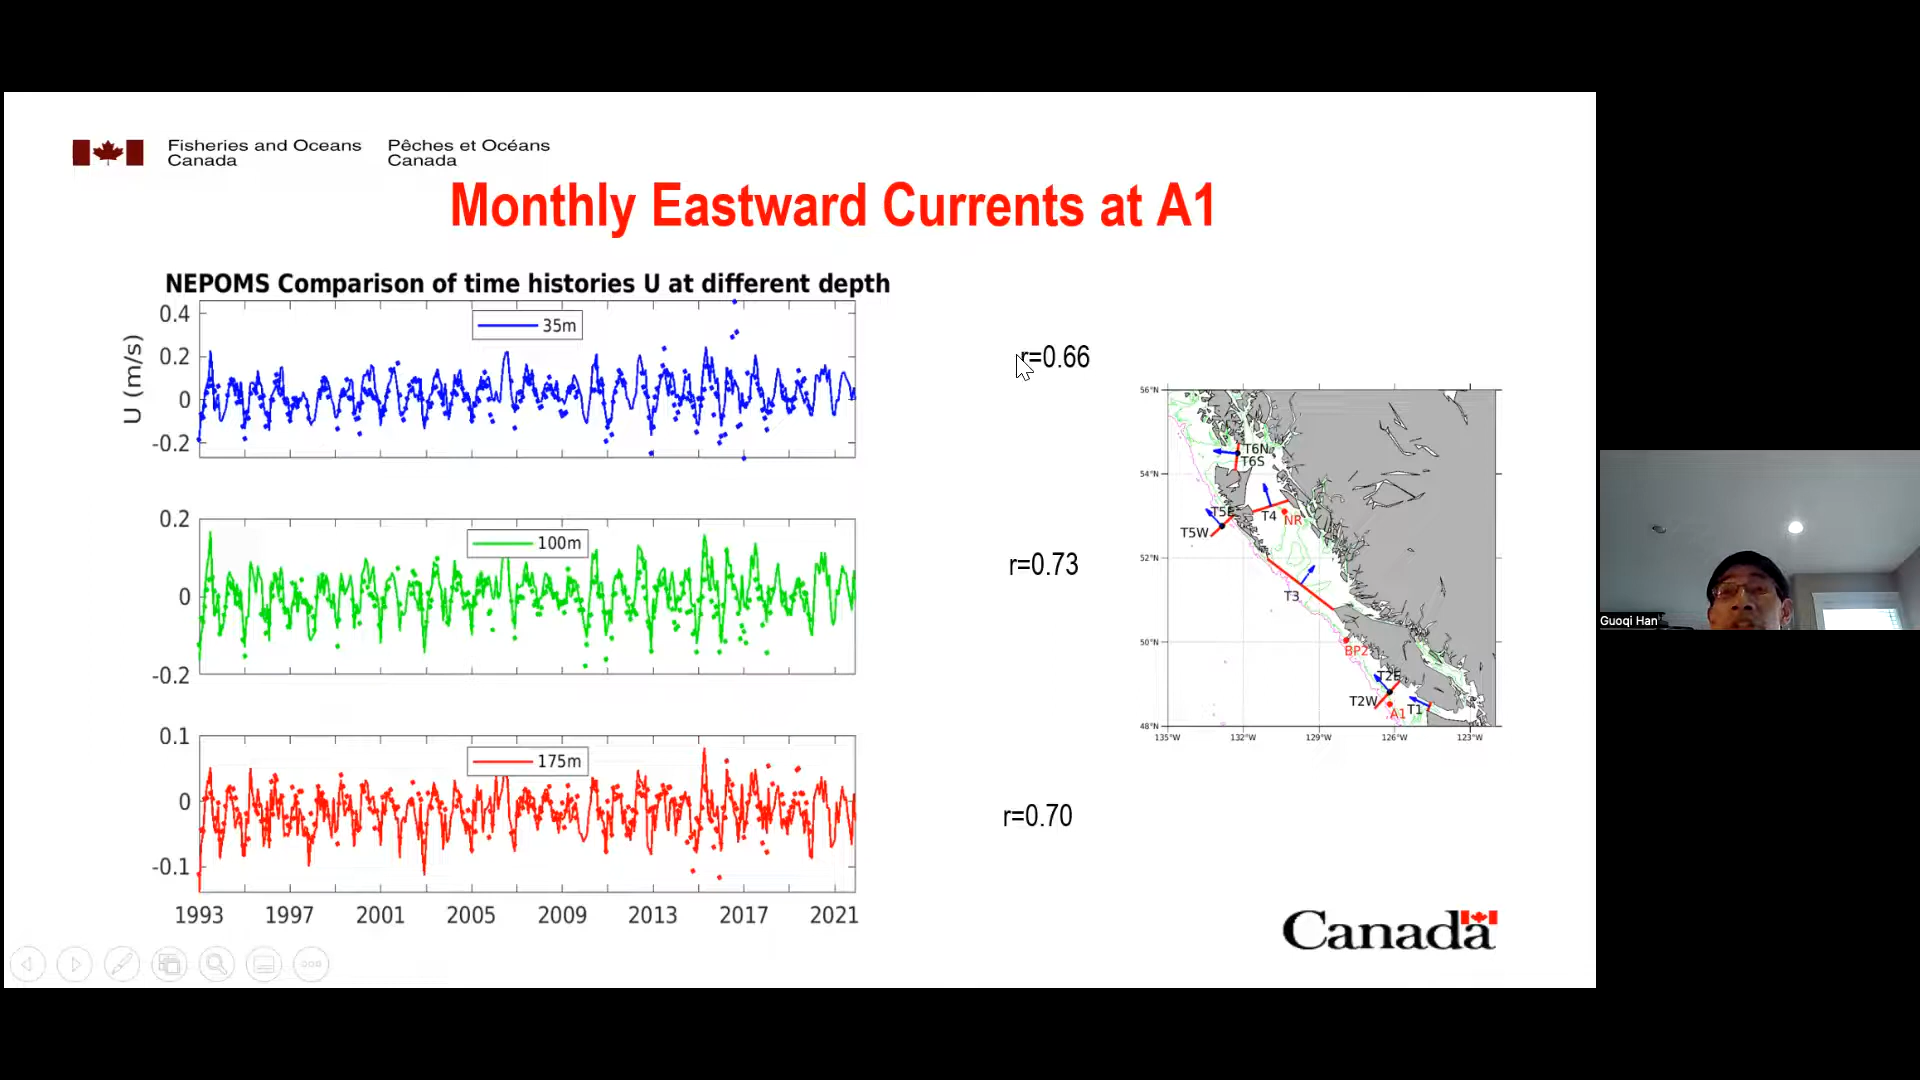 Fisheries and Oceans
Canada
Pêches et Océans
Canada
Monthly Eastward Currents at A1
NEPOMS Comparison of time histories U at different depth
U (m/s)
0.4
0.2
0
-0.2
35m
r=0.66
0.2
0
-0.2
100m
r=0.73
0.1
0
-0.1
175m
r=0.70
1993 1997 2001 2005 2009 2013 2017 2021
56°N
54°N
52°N
50°N
48°N
135°W 132°W 129°W 126°W 123°W
T6N
T6S
T5E
T5W
T4
NR
T3
BP2
T2E
T2W
A1
T1
Canada
Guoqi Han